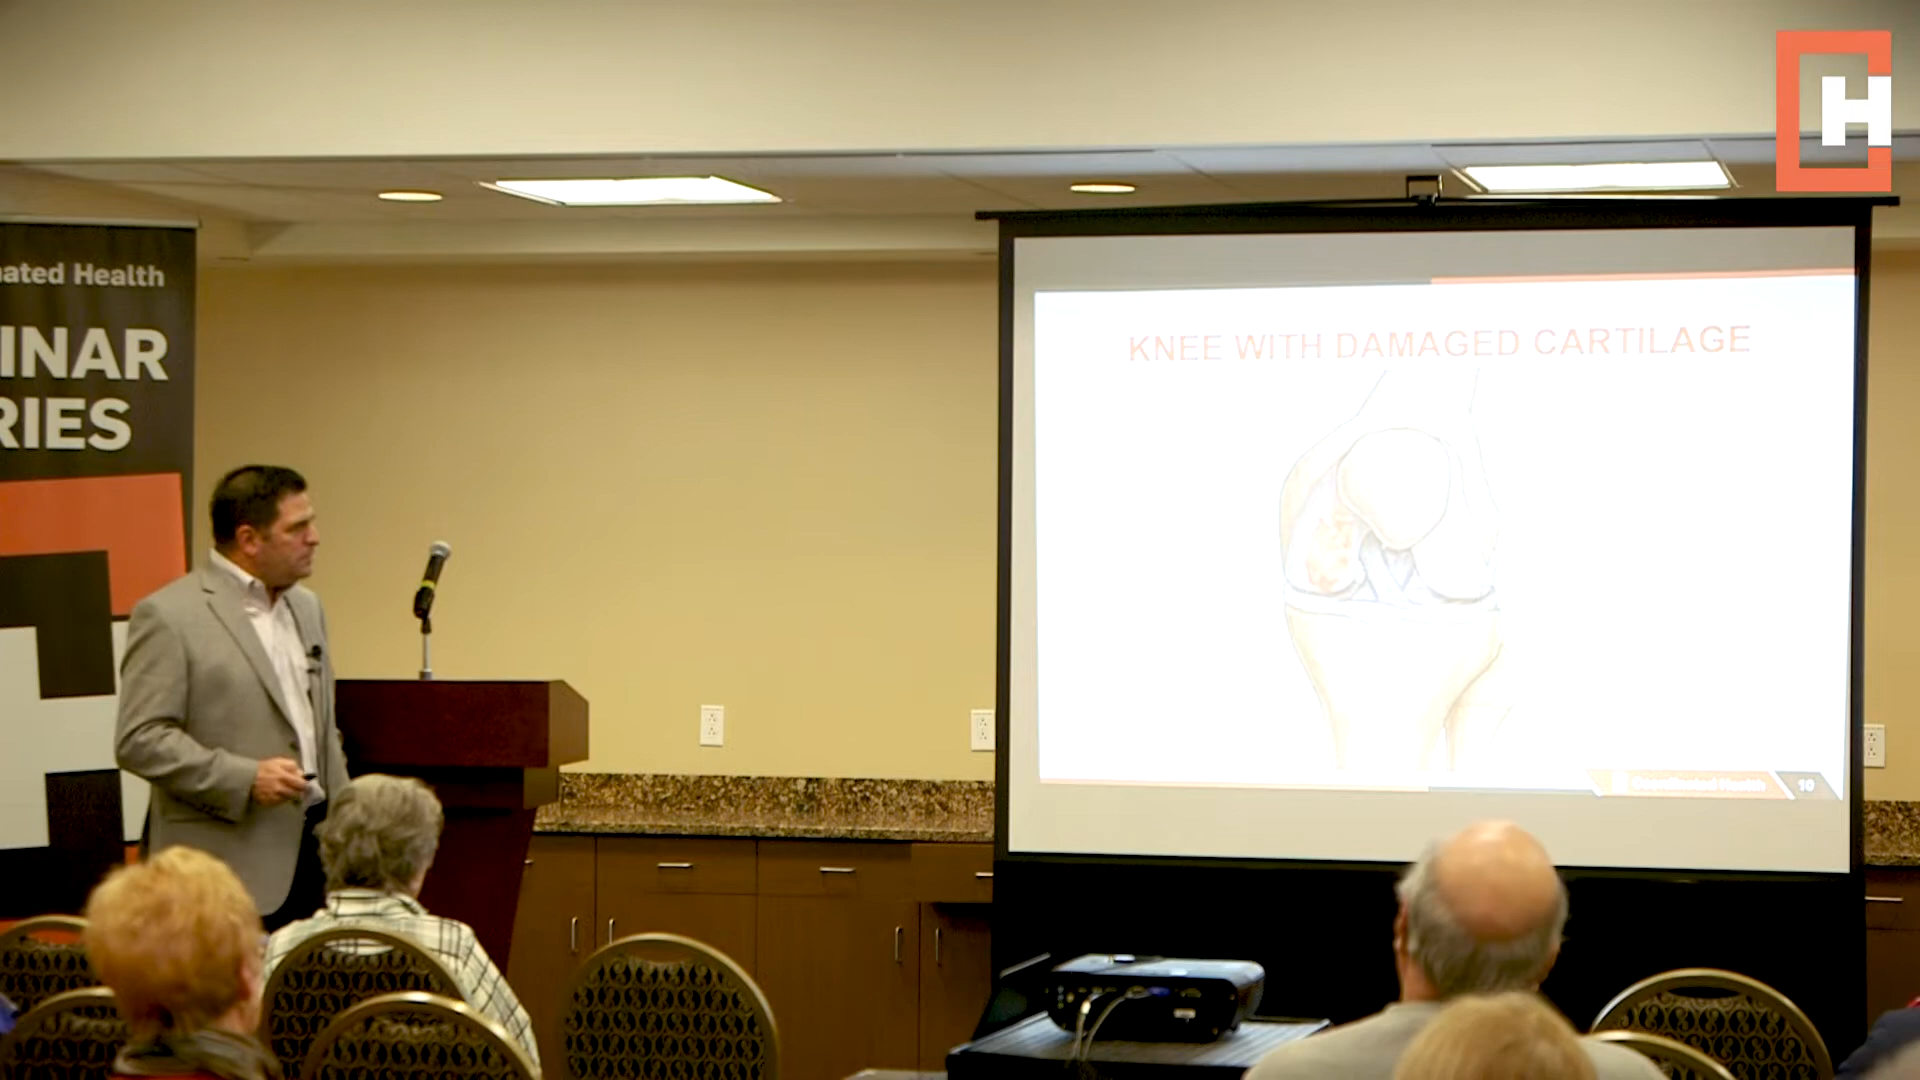 ated Health
INAR
RIES
H
KNEE WITH DAMAGED CARTILAGE
10